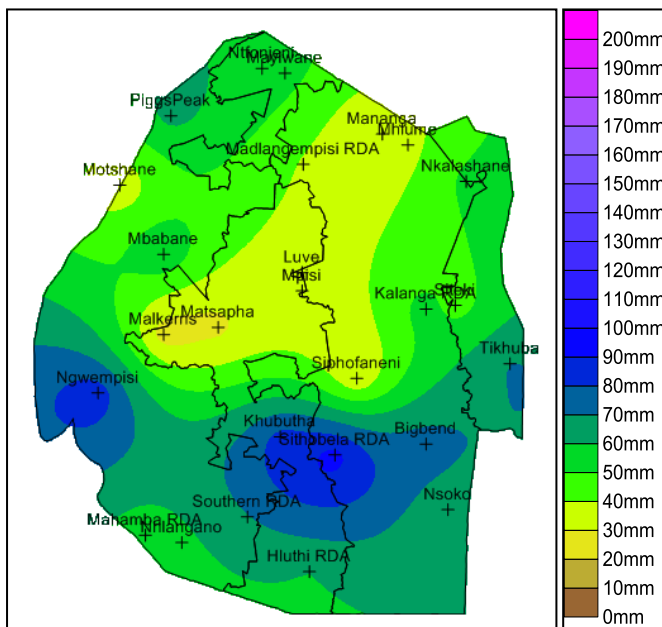 Ntfonjeni
Mayiwane
PiggsPeak
Mananga
Mhlume
Madlangempisi RDA
Motshane
Nkalashane
Mbabane
Luve
Mpisi
Kalanga RDA
Siteki
Malkerns
Matsapha
Siphofaneni
Tikhuba
Ngwempisi
Khubutha
Sithobela RDA
Bigbend
Nsoko
Southern RDA
Mahamba RDA
Nhlangano
Hluthi RDA
200mm
190mm
180mm
170mm
160mm
150mm
140mm
130mm
120mm
110mm
100mm
90mm
80mm
70mm
60mm
50mm
40mm
30mm
20mm
10mm
0mm